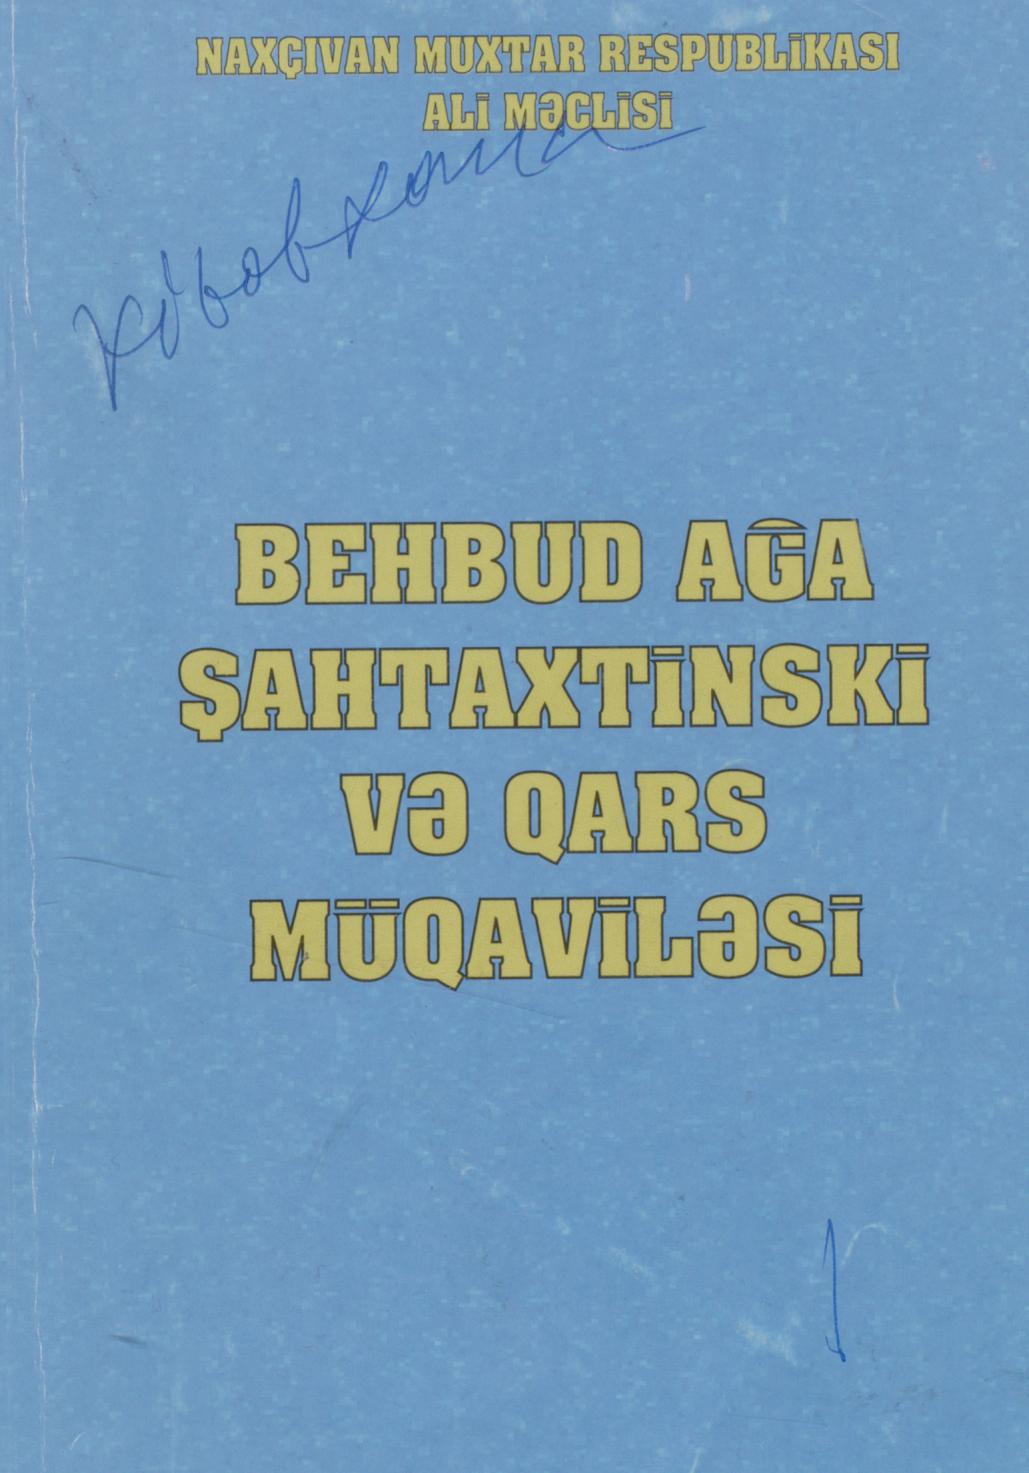 NAXÇIVAN MUXTAR RESPUBLİKASI
ALİ MƏCLİSİ
BEHBUD AĞA
ŞAHTAXTİNSKİ
VƏ QARS
MÜQAVİLƏSİ